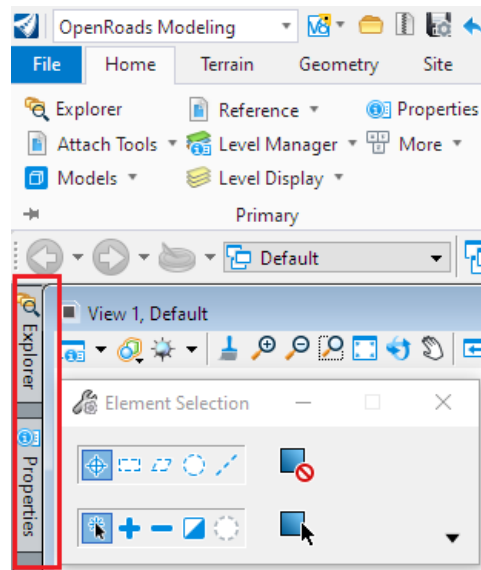 OpenRoads Modeling
File Home Terrain Geometry Site
Explorer Reference Properties
Attach Tools Level Manager More
Models Level Display
Primary
Default
View 1, Default
Explorer
Element Selection
Properties